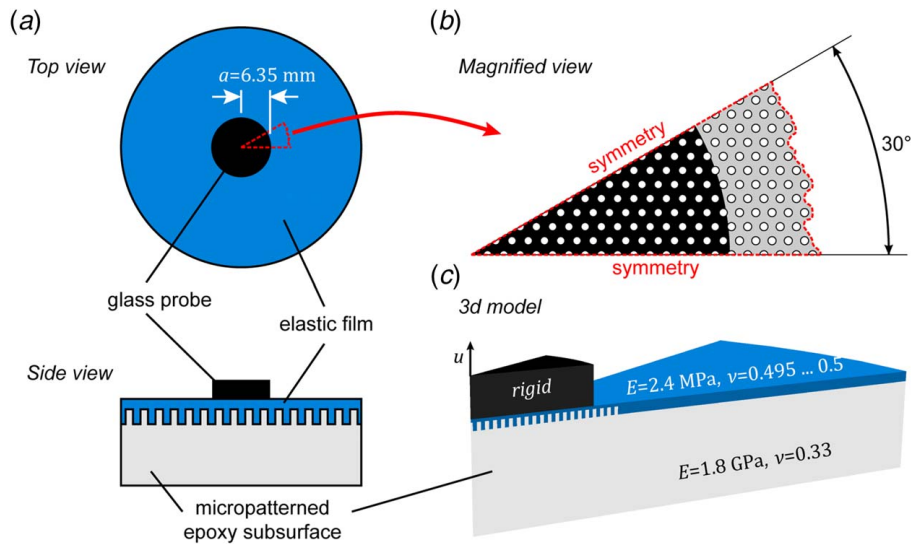 (a)
Top view
a=6.35 mm
glass probe
elastic film
Side view
micropatterned
epoxy subsurface
(b)
Magnified view
symmetry
30°
symmetry
(c)
3d model
u
rigid
E=2.4 MPa, ν=0.495 ... 0.5
E=1.8 GPa, ν=0.33